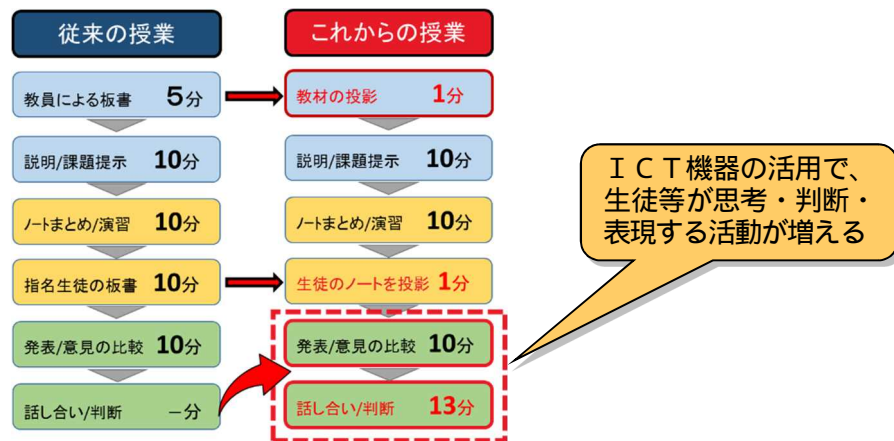 従来の授業
教員による板書 5分
説明/課題提示 10分
ノートまとめ/演習 10分
指名生徒の板書 10分
発表/意見の比較 10分
話し合い/判断 －分
これからの授業
教材の投影 1分
説明/課題提示 10分
ノートまとめ/演習 10分
生徒のノートを投影 1分
発表/意見の比較 10分
話し合い/判断 13分
ＩＣＴ機器の活用で、
生徒等が思考・判断・
表現する活動が増える